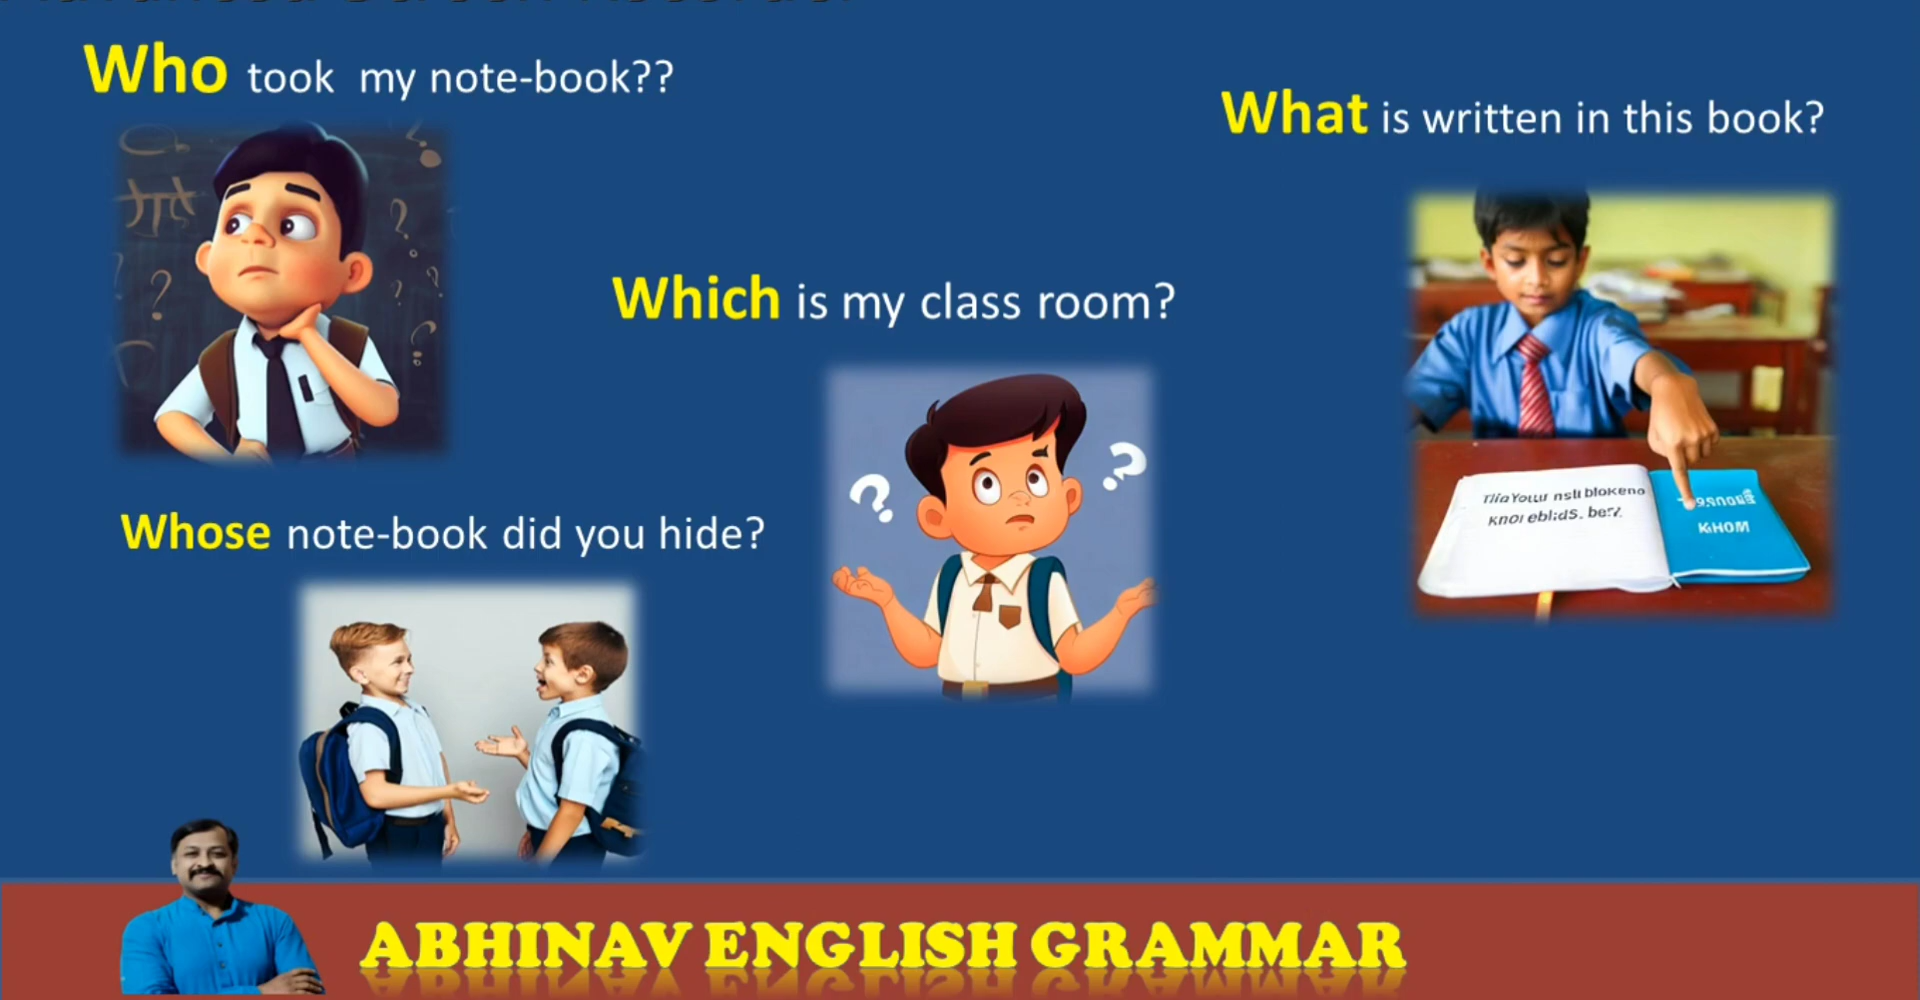 Who took my note-book??
What is written in this book?
Which is my class room?
Whose note-book did you hide?
KHOM
ABHINAV ENGLISH GRAMMAR